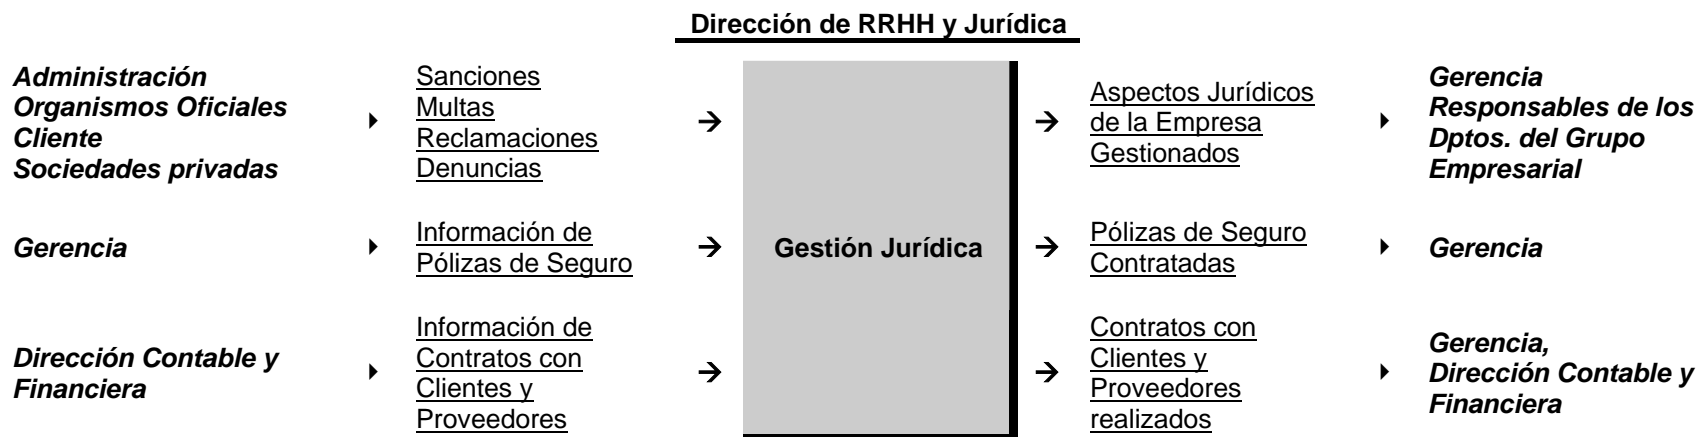 Dirección de RRHH y Jurídica
Administración
Organismos Oficiales
Cliente
Sociedades privadas
Sanciones
Multas
Reclamaciones
Denuncias
Aspectos Jurídicos
de la Empresa
Gestionados
Gerencia
Responsables de los
Dptos. del Grupo
Empresarial
Gerencia
Información de
Pólizas de Seguro
Gestión Jurídica
Pólizas de Seguro
Contratadas
Gerencia
Dirección Contable y
Financiera
Información de
Contratos con
Clientes y
Proveedores
Contratos con
Clientes y
Proveedores
realizados
Gerencia,
Dirección Contable y
Financiera